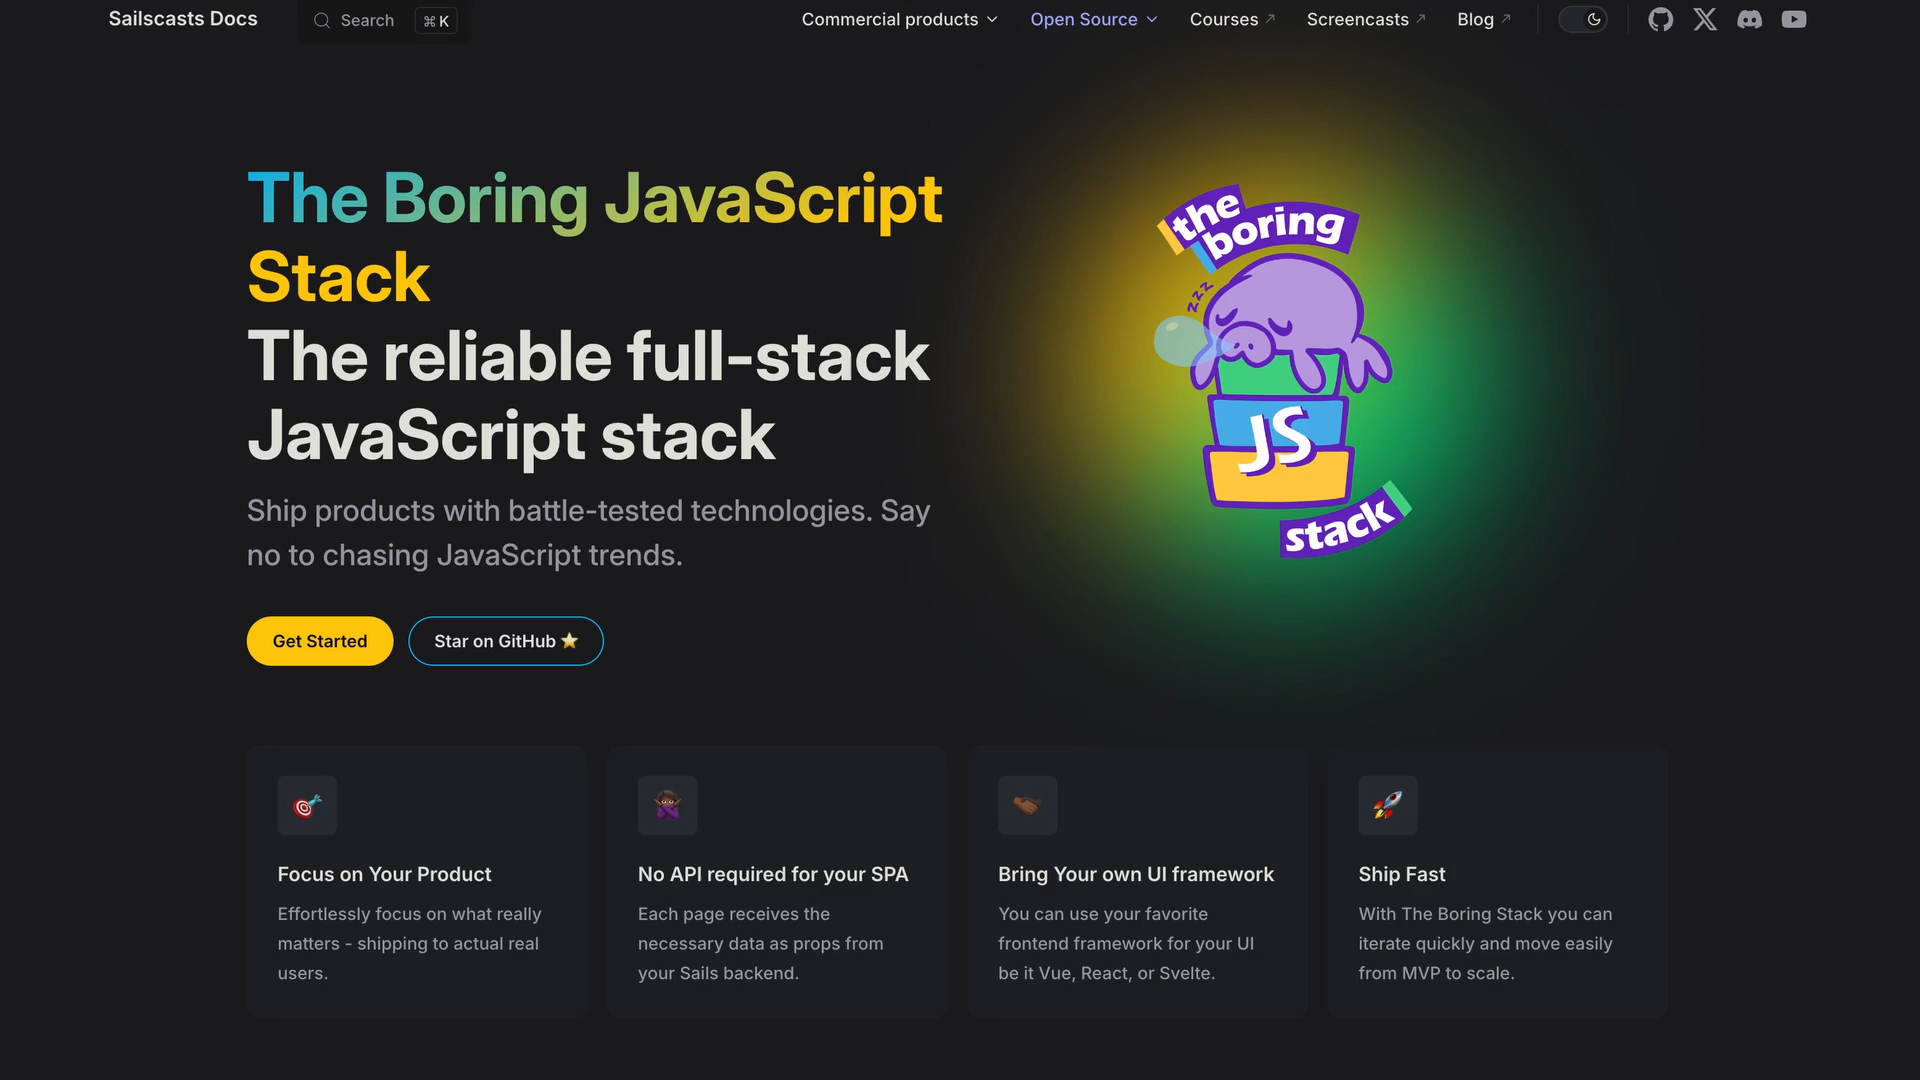 Sailscasts Docs
Search
⌘ K
Commercial products
Open Source
Courses
Screencasts
Blog
The Boring JavaScript
Stack
The reliable full-stack
JavaScript stack
Ship products with battle-tested technologies. Say
no to chasing JavaScript trends.
Get Started
Star on GitHub ⭐
the
boring
zzz
JS
stack
Focus on Your Product
Effortlessly focus on what really
matters - shipping to actual real
users.
No API required for your SPA
Each page receives the
necessary data as props from
your Sails backend.
Bring Your own UI framework
You can use your favorite
frontend framework for your UI
be it Vue, React, or Svelte.
Ship Fast
With The Boring Stack you can
iterate quickly and move easily
from MVP to scale.